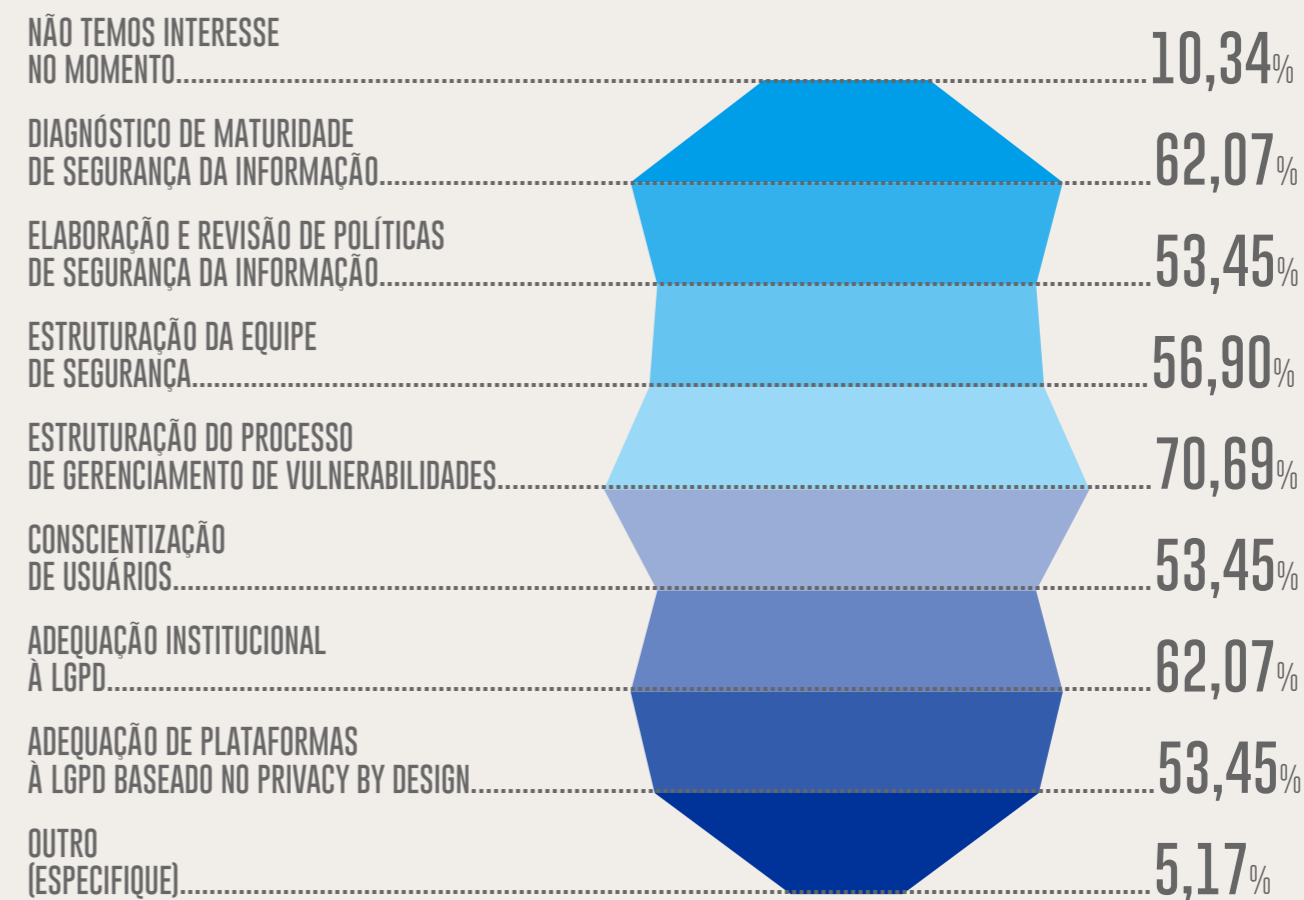 NÃO TEMOS INTERESSE
NO MOMENTO 10,34%
DIAGNÓSTICO DE MATURIDADE
DE SEGURANÇA DA INFORMAÇÃO 62,07%
ELABORAÇÃO E REVISÃO DE POLÍTICAS
DE SEGURANÇA DA INFORMAÇÃO 53,45%
ESTRUTURAÇÃO DA EQUIPE
DE SEGURANÇA 56,90%
ESTRUTURAÇÃO DO PROCESSO
DE GERENCIAMENTO DE VULNERABILIDADES 70,69%
CONSCIENTIZAÇÃO
DE USUÁRIOS 53,45%
ADEQUAÇÃO INSTITUCIONAL
À LGPD 62,07%
ADEQUAÇÃO DE PLATAFORMAS
À LGPD BASEADO NO PRIVACY BY DESIGN 53,45%
OUTRO
(ESPECIFIQUE) 5,17%